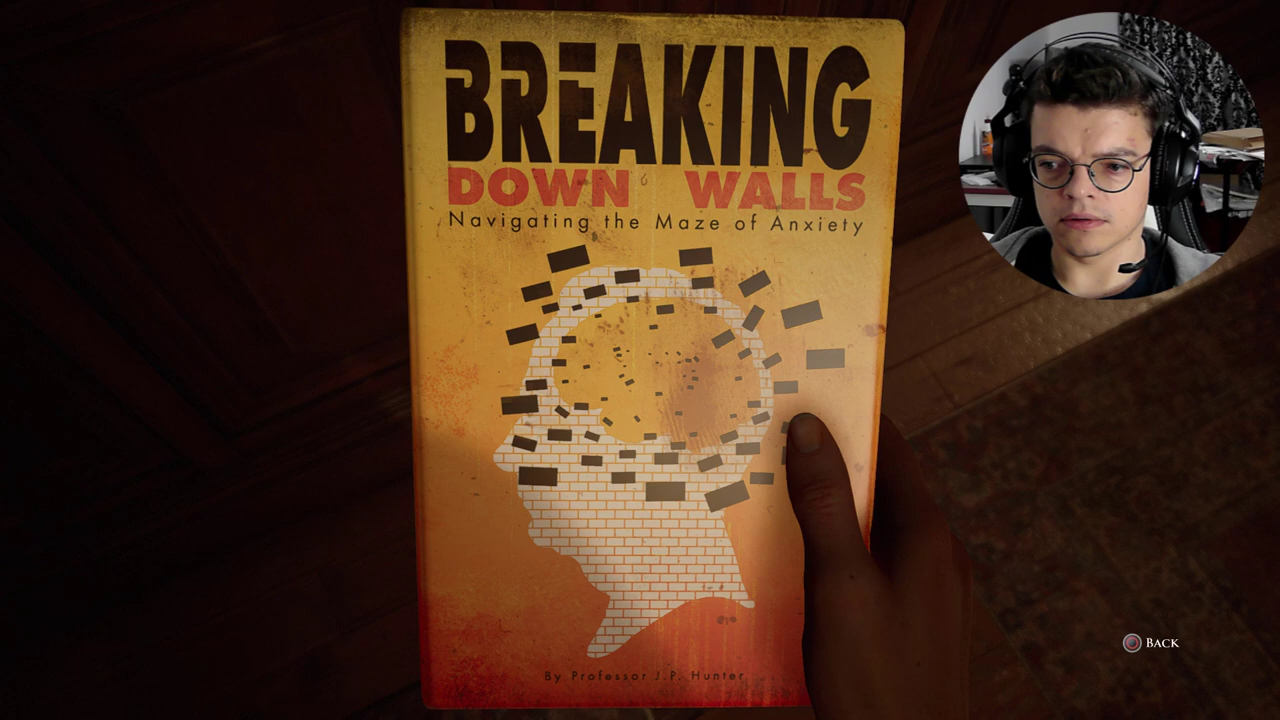 BREAKING
DOWN WALLS
Navigating the Maze of Anxiety
By Professor J.P. Hunter
BACK